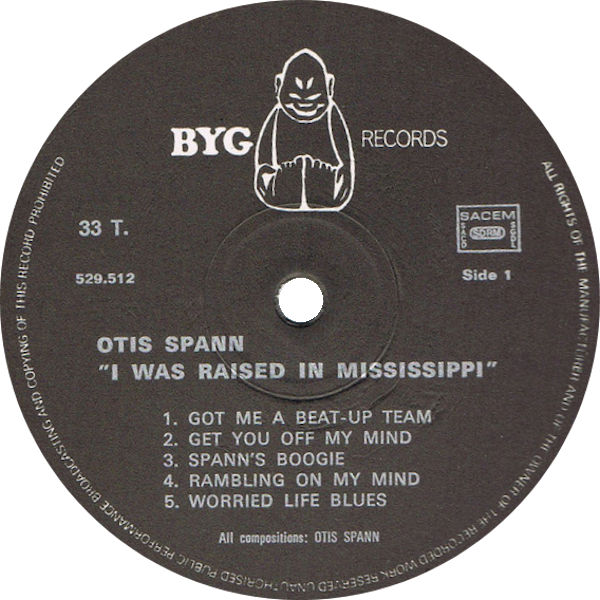 BYG RECORDS
33 T.
529.512
SACEM
SACD SDRM SGDL
Side 1
OTIS SPANN
"I WAS RAISED IN MISSISSIPPI"
1. GOT ME A BEAT-UP TEAM
2. GET YOU OFF MY MIND
3. SPANN'S BOOGIE
4. RAMBLING ON MY MIND
5. WORRIED LIFE BLUES
All compositions: OTIS SPANN
ALL RIGHTS OF THE MANUFACTURER AND OF THE OWNER OF THE RECORDED WORK RESERVED UNAUTHORISED PUBLIC PERFORMANCE BROADCASTING AND COPYING OF THIS RECORD PROHIBITED